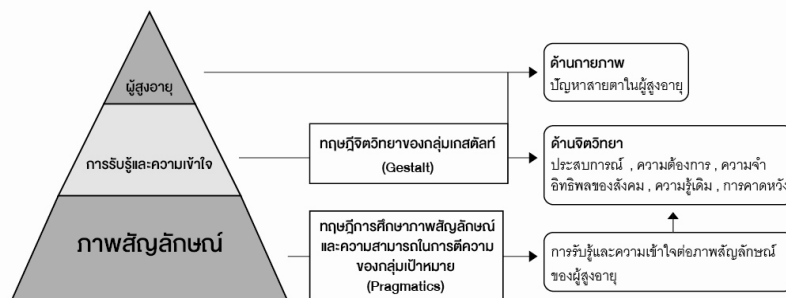 ผู้สูงอายุ
การรับรู้และความเข้าใจ
ภาพสัญลักษณ์
ทฤษฎีจิตวิทยาของกลุ่มเกสตัลท์
(Gestalt)
ทฤษฎีการศึกษาภาพสัญลักษณ์
และความสามารถในการตีความ
ของกลุ่มเป้าหมาย
(Pragmatics)
ด้านกายภาพ
ปัญหาสายตาในผู้สูงอายุ
ด้านจิตวิทยา
ประสบการณ์ , ความต้องการ , ความจำ
อิทธิพลของสังคม , ความรู้เดิม , การคาดหวัง
การรับรู้และความเข้าใจต่อภาพสัญลักษณ์
ของผู้สูงอายุ